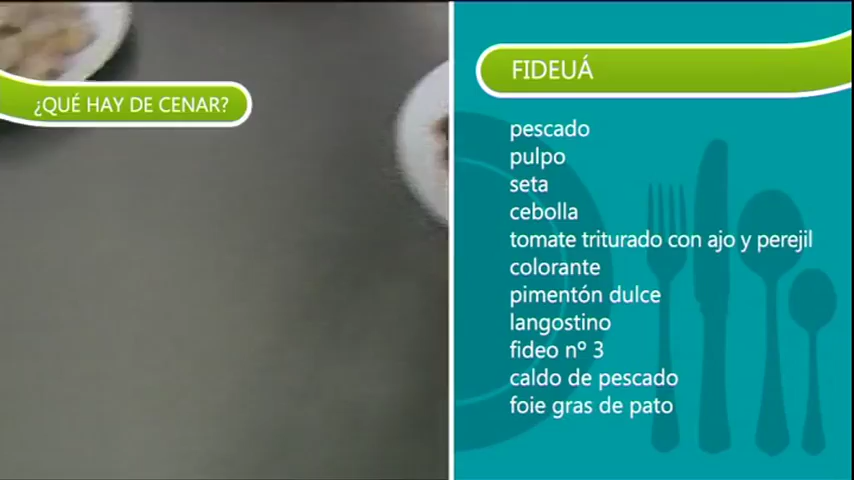 ¿QUÉ HAY DE CENAR?
FIDEUÁ
pescado
pulpo
seta
cebolla
tomate triturado con ajo y perejil
colorante
pimentón dulce
langostino
fideo nº 3
caldo de pescado
foie gras de pato